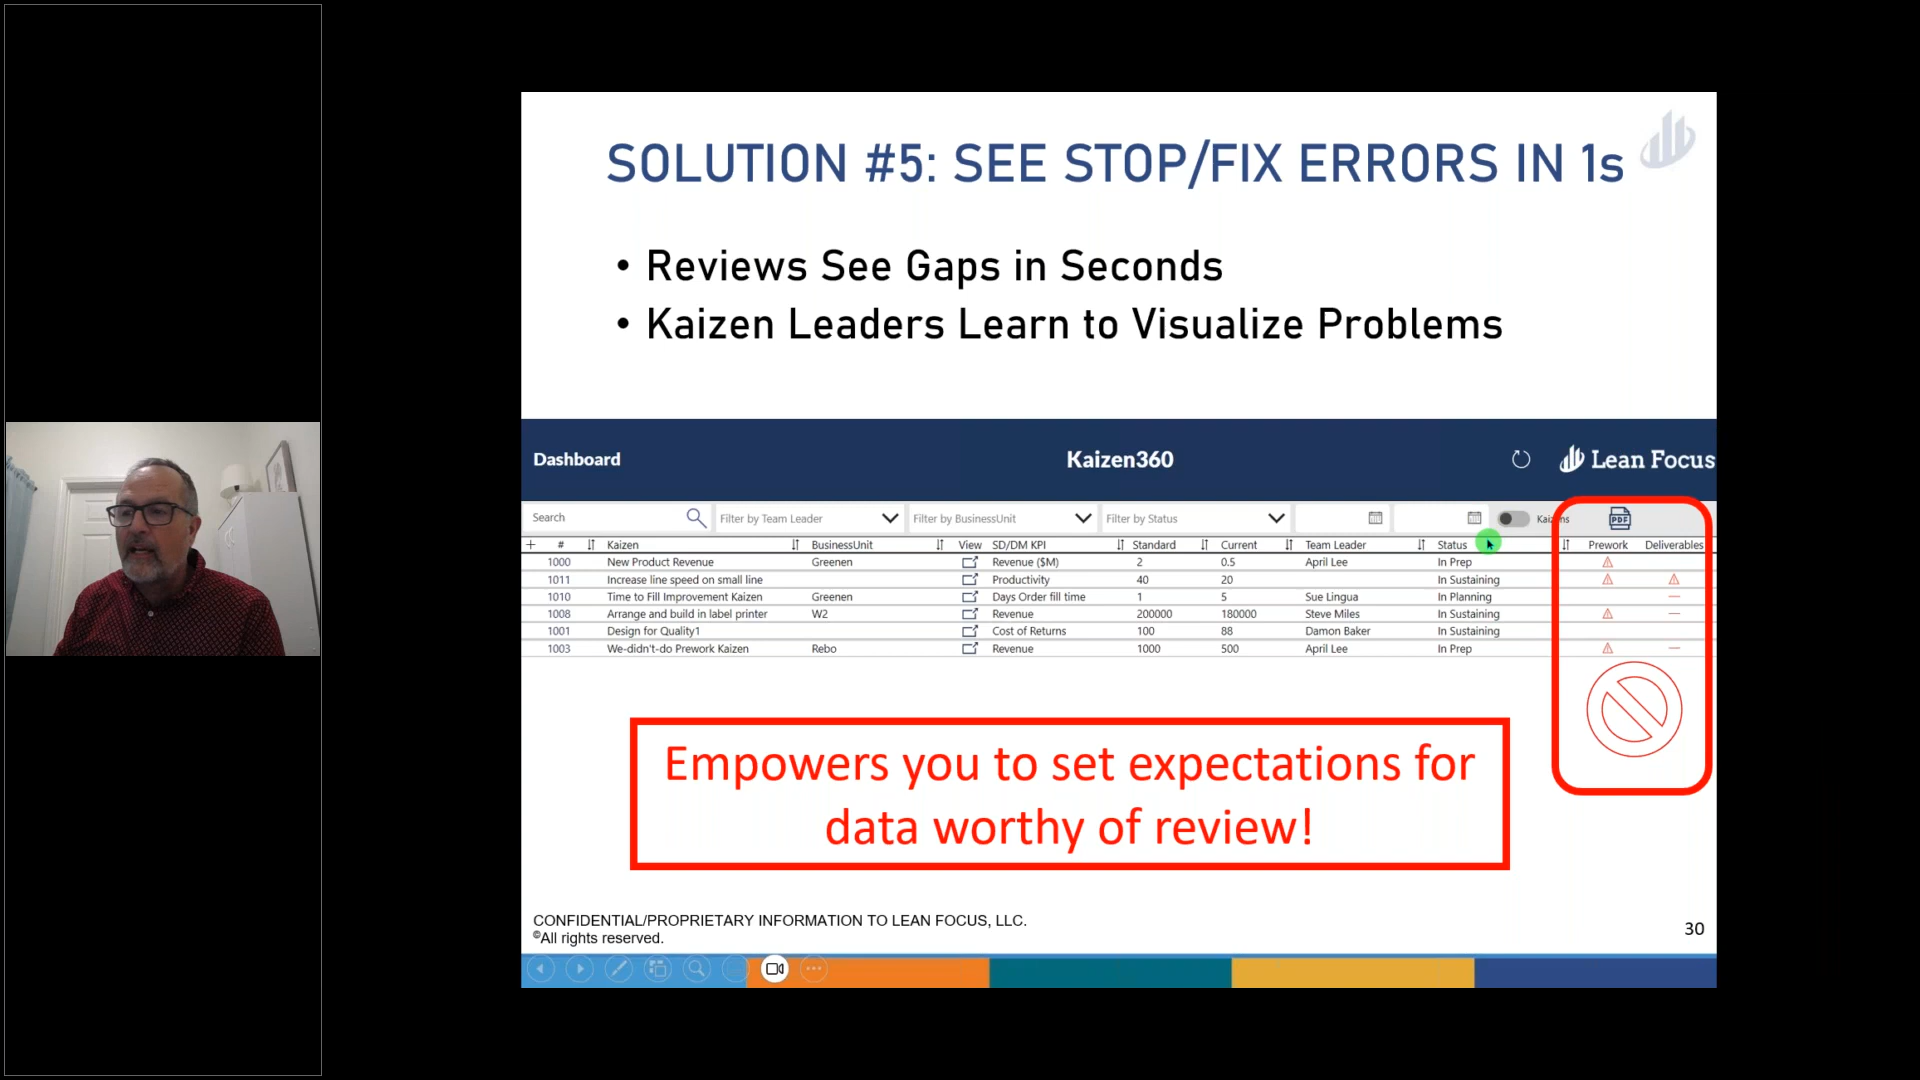 SOLUTION #5: SEE STOP/FIX ERRORS IN 1s
• Reviews See Gaps in Seconds
• Kaizen Leaders Learn to Visualize Problems
Dashboard Kaizen360 Lean Focus
Search Filter by Team Leader Filter by BusinessUnit Filter by Status PDF
# Kaizen BusinessUnit View SD/DM KPI Standard Current Team Leader Status Prework Deliverables
1000 New Product Revenue Greenen Revenue ($M) 2 0.5 April Lee In Prep
1011 Increase line speed on small line Productivity 40 20 In Sustaining
1010 Time to Fill Improvement Kaizen Greenen Days Order fill time 1 5 Sue Lingua In Planning
1008 Arrange and build in label printer W2 Revenue 200000 180000 Steve Miles In Sustaining
1001 Design for Quality1 Cost of Returns 100 88 Damon Baker In Sustaining
1003 We-didn't-do Prework Kaizen Rebo Revenue 1000 500 April Lee In Prep
Empowers you to set expectations for
data worthy of review!
CONFIDENTIAL/PROPRIETARY INFORMATION TO LEAN FOCUS, LLC.
©All rights reserved.
30